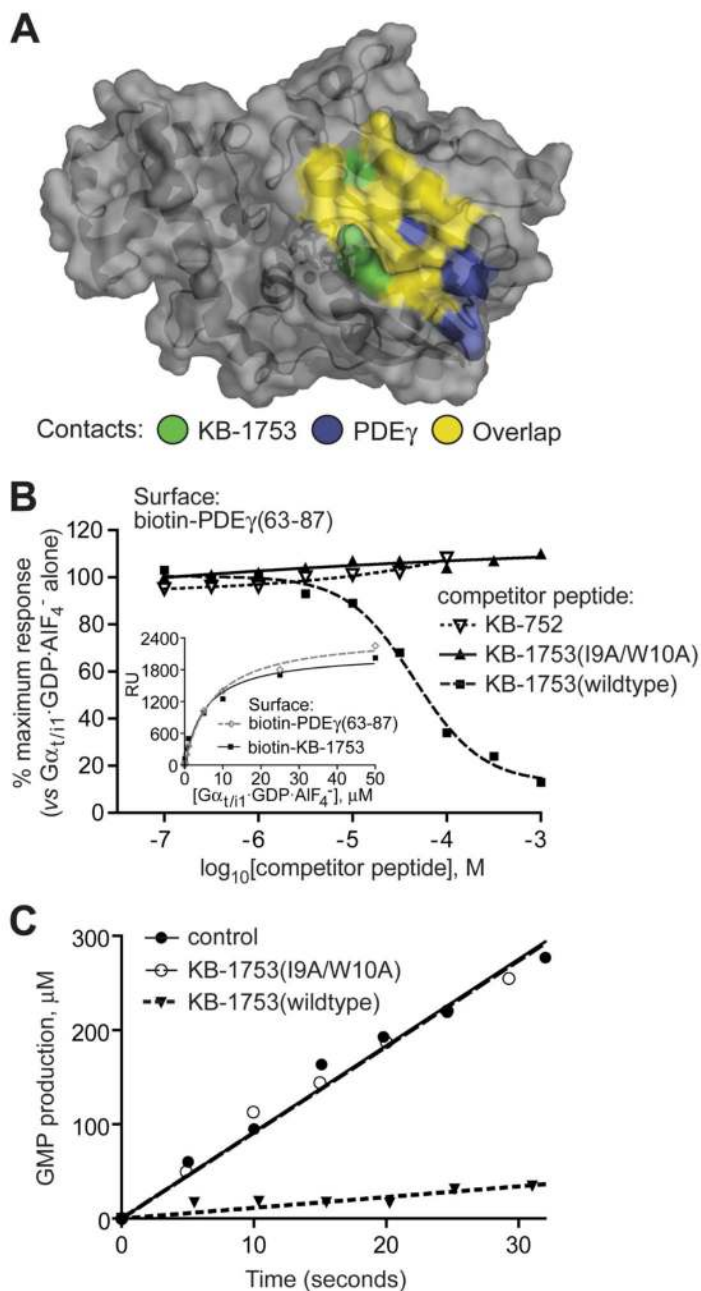 A
Contacts: KB-1753 PDEγ Overlap
B
Surface:
biotin-PDEγ(63-87)
% maximum response
(vs Gαt/i1·GDP·AlF4- alone)
120
100
80
60
40
20
0
-7 -6 -5 -4 -3
log10[competitor peptide], M
competitor peptide:
KB-752
KB-1753(I9A/W10A)
KB-1753(wildtype)
RU
2400
1800
1200
600
0
0 10 20 30 40 50
Surface:
biotin-PDEγ(63-87)
biotin-KB-1753
[Gαt/i1·GDP·AlF4-], μM
C
control
KB-1753(I9A/W10A)
KB-1753(wildtype)
GMP production, μM
300
200
100
0
0 10 20 30
Time (seconds)